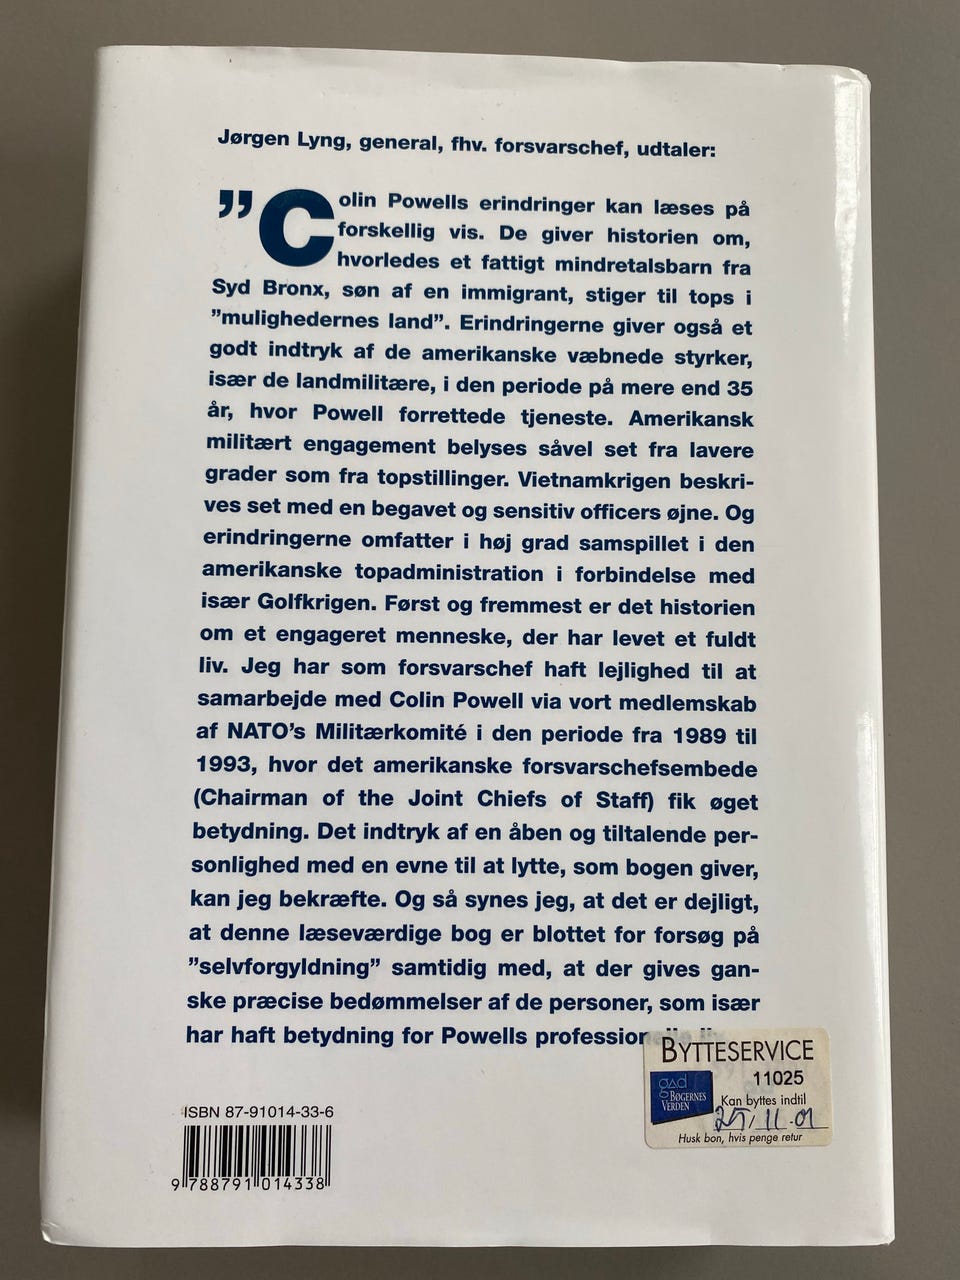 Jørgen Lyng, general, fhv. forsvarschef, udtaler:
”Colin Powells erindringer kan læses på
forskellig vis. De giver historien om,
hvorledes et fattigt mindretalsbarn fra
Syd Bronx, søn af en immigrant, stiger til tops i
”mulighedernes land”. Erindringerne giver også et
godt indtryk af de amerikanske væbnede styrker,
især de landmilitære, i den periode på mere end 35
år, hvor Powell forrettede tjeneste. Amerikansk
militært engagement belyses såvel set fra lavere
grader som fra topstillinger. Vietnamkrigen beskri-
ves set med en begavet og sensitiv officers øjne. Og
erindringerne omfatter i høj grad samspillet i den
amerikanske topadministration i forbindelse med
især Golfkrigen. Først og fremmest er det historien
om et engageret menneske, der har levet et fuldt
liv. Jeg har som forsvarschef haft lejlighed til at
samarbejde med Colin Powell via vort medlemskab
af NATO’s Militærkomité i den periode fra 1989 til
1993, hvor det amerikanske forsvarschefsembede
(Chairman of the Joint Chiefs of Staff) fik øget
betydning. Det indtryk af en åben og tiltalende per-
sonlighed med en evne til at lytte, som bogen giver,
kan jeg bekræfte. Og så synes jeg, at det er dejligt,
at denne læseværdige bog er blottet for forsøg på
”selvforgyldning” samtidig med, at der gives gan-
ske præcise bedømmelser af de personer, som især
har haft betydning for Powells
BYTTESERVICE
11025
gad
BØGERNES
VERDEN
Kan byttes indtil
Husk bon, hvis penge retur
ISBN 87-91014-33-6
9 788791 014338